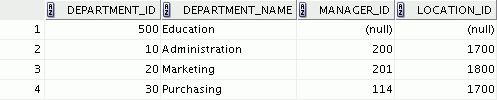 DEPARTMENT_ID DEPARTMENT_NAME MANAGER_ID LOCATION_ID
1 500 Education (null) (null)
2 10 Administration 200 1700
3 20 Marketing 201 1800
4 30 Purchasing 114 1700